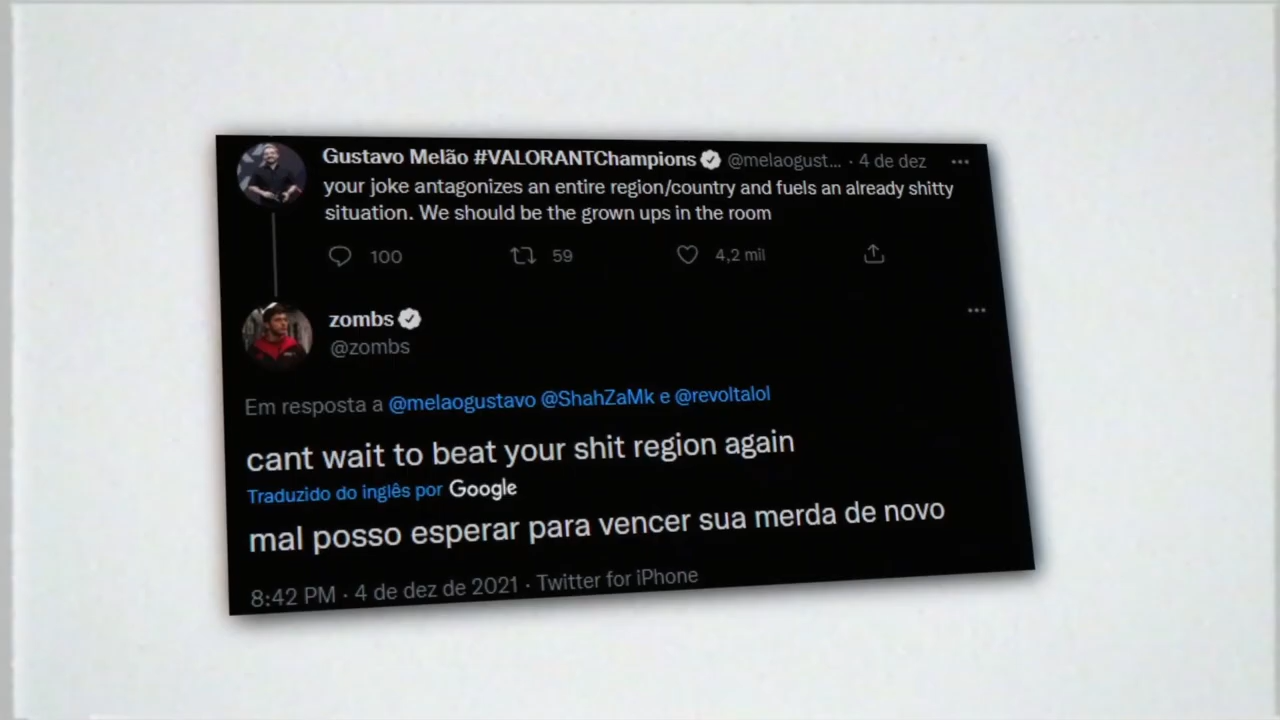 Gustavo Melão #VALORANTChampions @melaogust... · 4 de dez
your joke antagonizes an entire region/country and fuels an already shitty
situation. We should be the grown ups in the room
100 59 4,2 mil
zombs
@zombs
Em resposta a @melaogustavo @ShahZaMk e @revoltalol
cant wait to beat your shit region again
Traduzido do inglês por Google
mal posso esperar para vencer sua merda de novo
8:42 PM · 4 de dez de 2021 · Twitter for iPhone